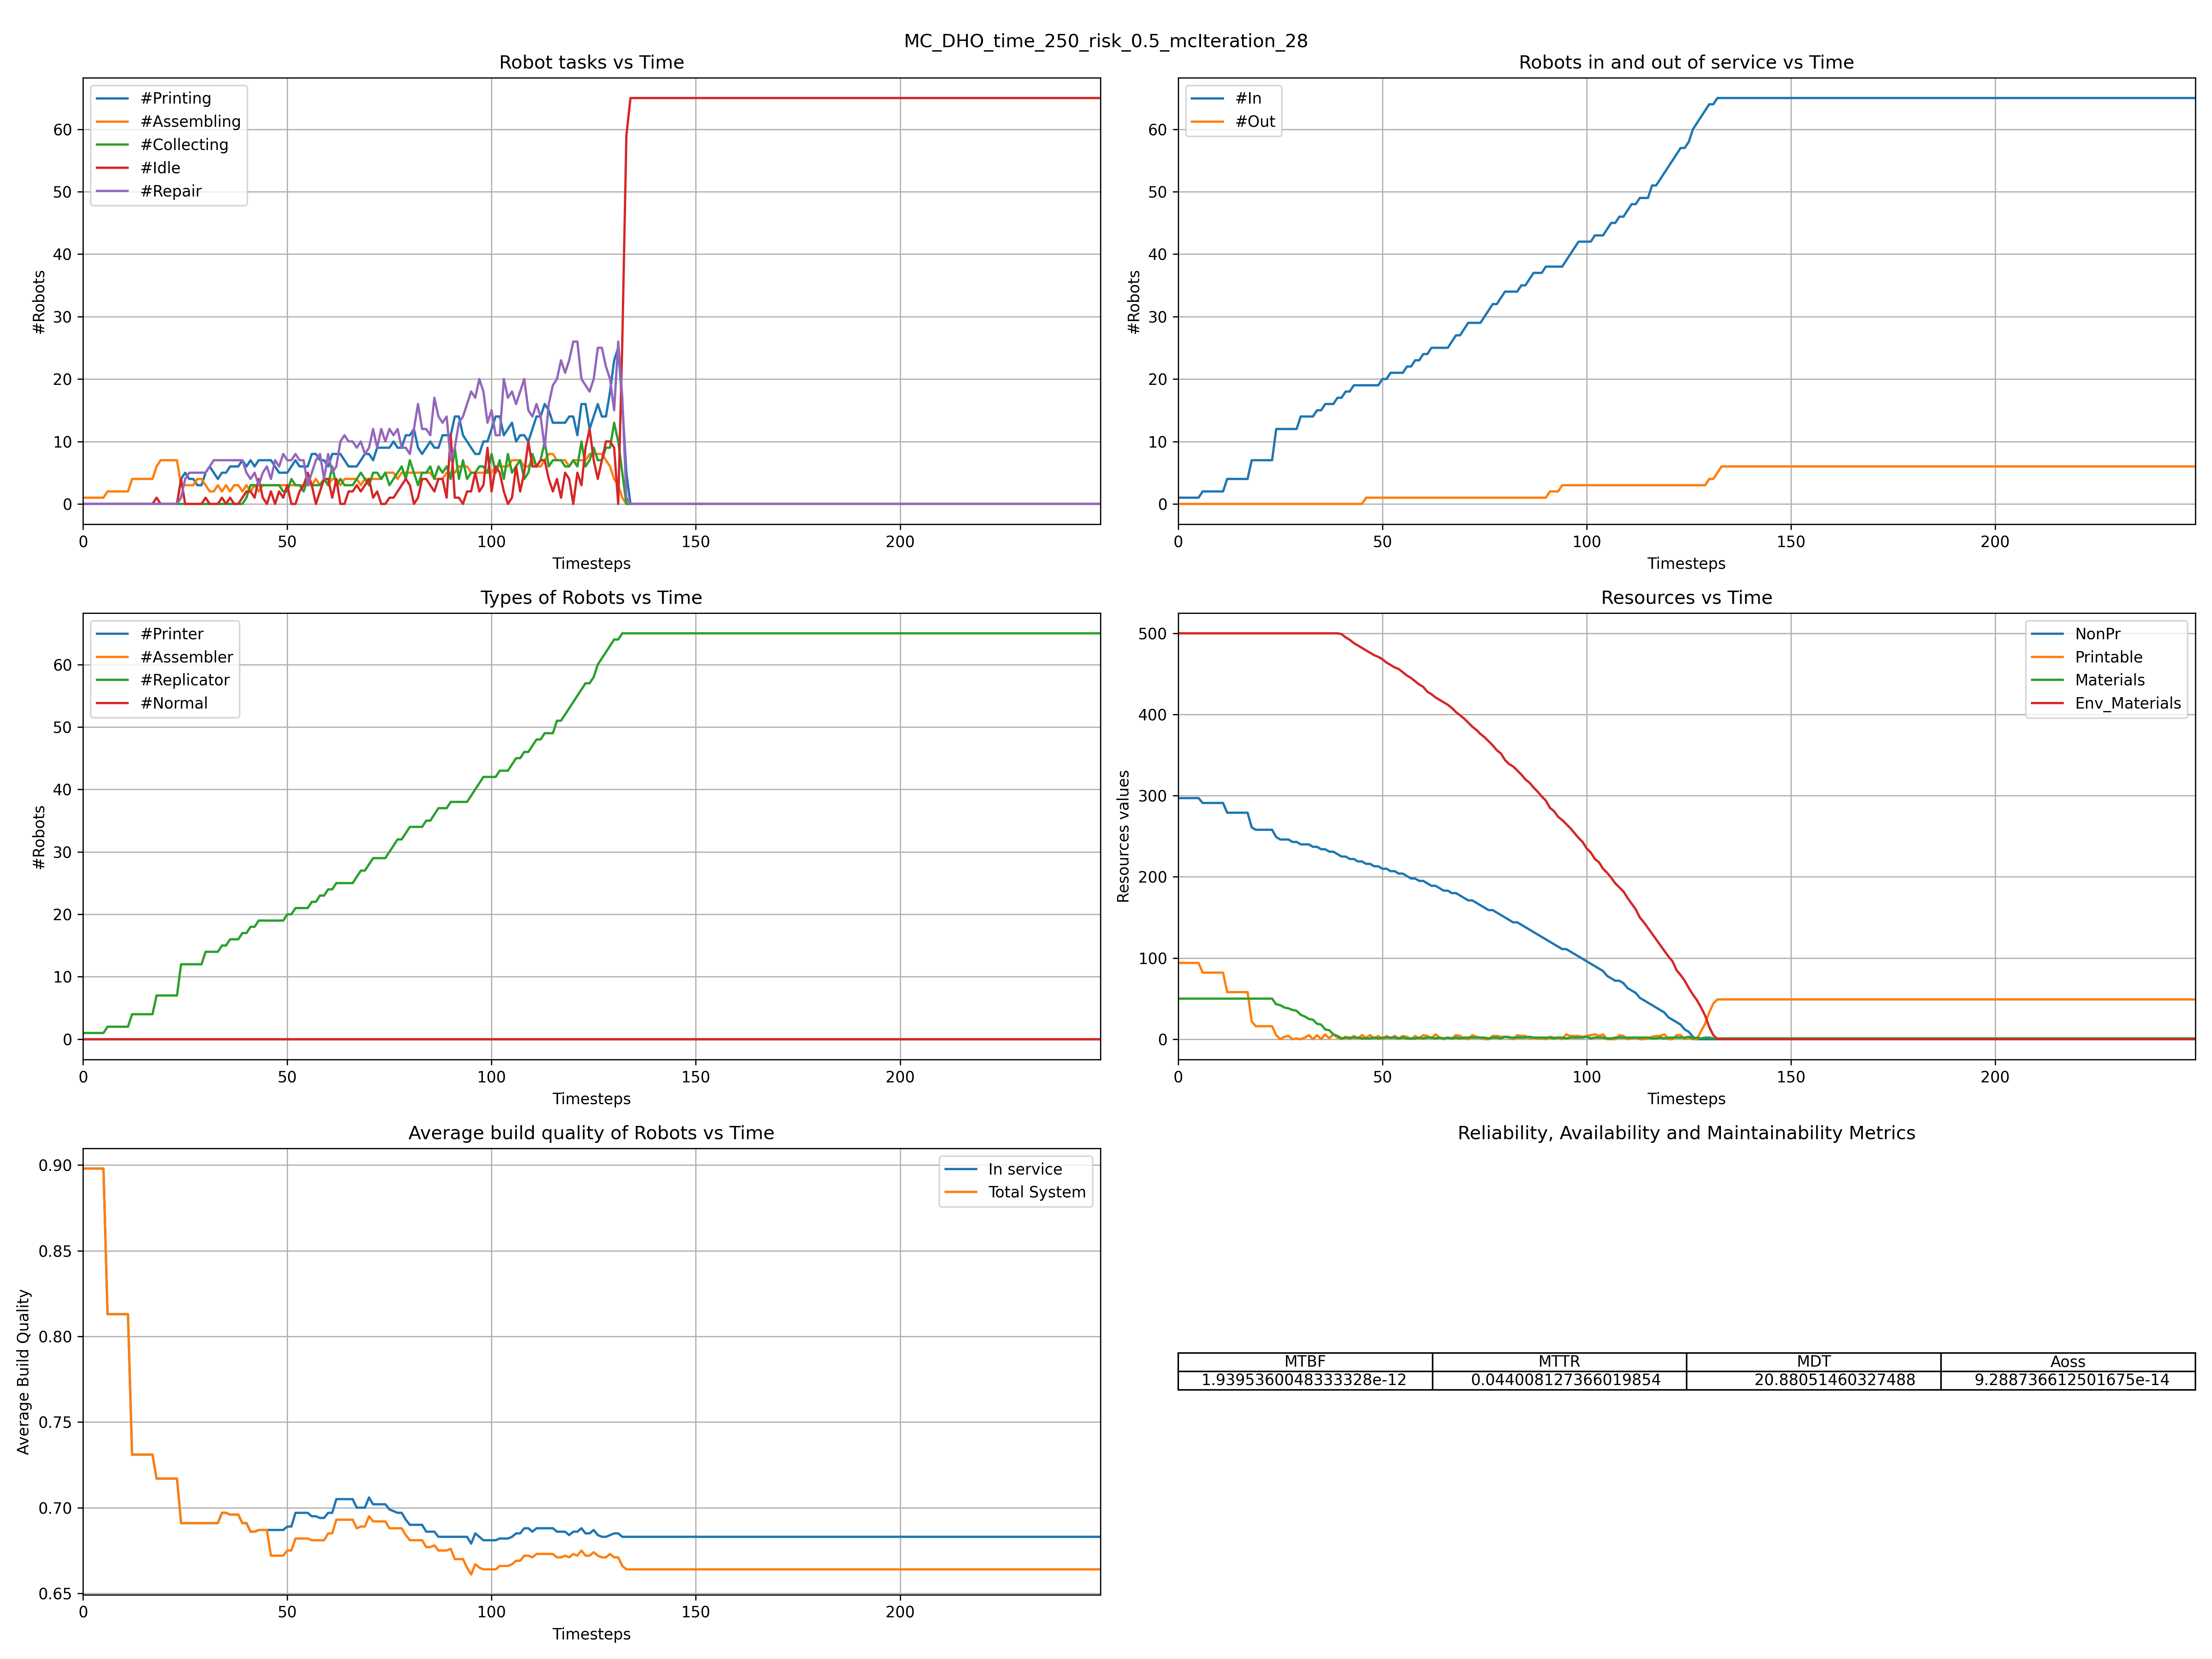 MC_DHO_time_250_risk_0.5_mcIteration_28
Robot tasks vs Time
#Printing
#Assembling
#Collecting
#Idle
#Repair
60
50
40
30
20
10
0
#Robots
0 50 100 150 200
Timesteps
Robots in and out of service vs Time
#In
#Out
60
50
40
30
20
10
0
#Robots
0 50 100 150 200
Timesteps
Types of Robots vs Time
#Printer
#Assembler
#Replicator
#Normal
60
50
40
30
20
10
0
#Robots
0 50 100 150 200
Timesteps
Resources vs Time
NonPr
Printable
Materials
Env_Materials
500
400
300
200
100
0
Resources values
0 50 100 150 200
Timesteps
Average build quality of Robots vs Time
In service
Total System
0.90
0.85
0.80
0.75
0.70
0.65
Average Build Quality
0 50 100 150 200
Timesteps
Reliability, Availability and Maintainability Metrics
MTBF MTTR MDT Aoss
1.9395360048333328e-12 0.044008127366019854 20.88051460327488 9.288736612501675e-14